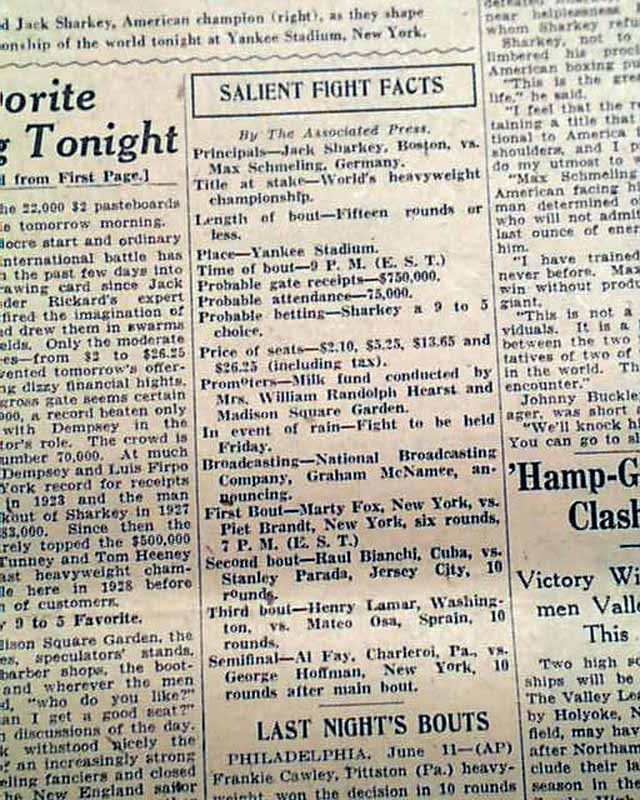 d Jack Sharkey, American champion (right), as they shape
onship of the world tonight at Yankee Stadium, New York.
orite
g Tonight
d from First Page.]
he 22,000 $2 pasteboards
e tomorrow morning.
iocre start and ordinary
international battle has
n the past few days into
rawing card since Jack
der Rickard's expert
fired the imagination of
d drew them in swarms
elds. Only the moderate
es—from $2 to $26.25
vented tomorrow's offer-
ng dizzy financial hights.
gross gate seems certain
000, a record beaten only
with Dempsey in the
tor's role. The crowd is
umber 70,000. At much
Dempsey and Luis Firpo
York record for receipts
in 1923 and the man
kout of Sharkey in 1927
83,000. Since then the
rely topped the $500,000
Tunney and Tom Heeney
ast heavyweight cham-
le here in 1928 before
n of customers.
y 9 to 5 Favorite.
dison Square Garden, the
es, speculators' stands,
barber shops, the boot-
and wherever the men
d, "who do you like?"
an I get a good seat?"
n discussions of the day.
k withstood nicely the
f an increasingly strong
eling fanciers and closed
the New England sailor
SALIENT FIGHT FACTS
By The Associated Press.
Principals—Jack Sharkey, Boston, vs.
Max Schmeling, Germany.
Title at stake—World's heavyweight
championship.
Length of bout—Fifteen rounds or
less.
Place—Yankee Stadium.
Time of bout—9 P. M. (E. S. T.)
Probable gate receipts—$750,000.
Probable attendance—75,000.
Probable betting—Sharkey a 9 to 5
choice.
Price of seats—$2.10, $5.25, $13.65 and
$26.25 (including tax).
Promoters—Milk fund conducted by
Mrs. William Randolph Hearst and
Madison Square Garden.
In event of rain—Fight to be held
Friday.
Broadcasting—National Broadcasting
Company, Graham McNamee, an-
nouncing.
First Bout—Marty Fox, New York, vs.
Piet Brandt, New York, six rounds,
7 P. M. (E. S. T.)
Second bout—Raul Bianchi, Cuba, vs.
Stanley Parada, Jersey City, 10
rounds.
Third bout—Henry Lamar, Washing-
ton, vs. Mateo Osa, Sprain, 10
rounds.
Semifinal—Al Fay, Charleroi, Pa., vs.
George Hoffman, New York, 10
rounds after main bout.
LAST NIGHT'S BOUTS
PHILADELPHIA, June 11—(AP)
Frankie Cawley, Pittston (Pa.) heavy-
weight won the decision in 10 rounds
near helplessness
whom Sharkey refu
Sharkey, not to
limbered his proc
American boxing pu
"This is the gre
life," he said.
"I feel that the r
taining a title that
tional to America
shoulders, and I p
do my utmost to
"Max Schmeling
American facing hi
man determined o
who will not admi
last ounce of ener
him.
"I have trained
never before. Max
win without produ
giant.
"This is not a
viduals. It is a
between the two
tatives of two of
in the world. Th
encounter."
Johnny Buckle
ager, was short
"We'll knock hi
You can go to sl
'Hamp-G
Clash
Victory Wi
men Valle
This
Two high sc
ships will be
The Valley Lea
by Holyoke, N
field, may hav
after Northam
clude their la
season in the